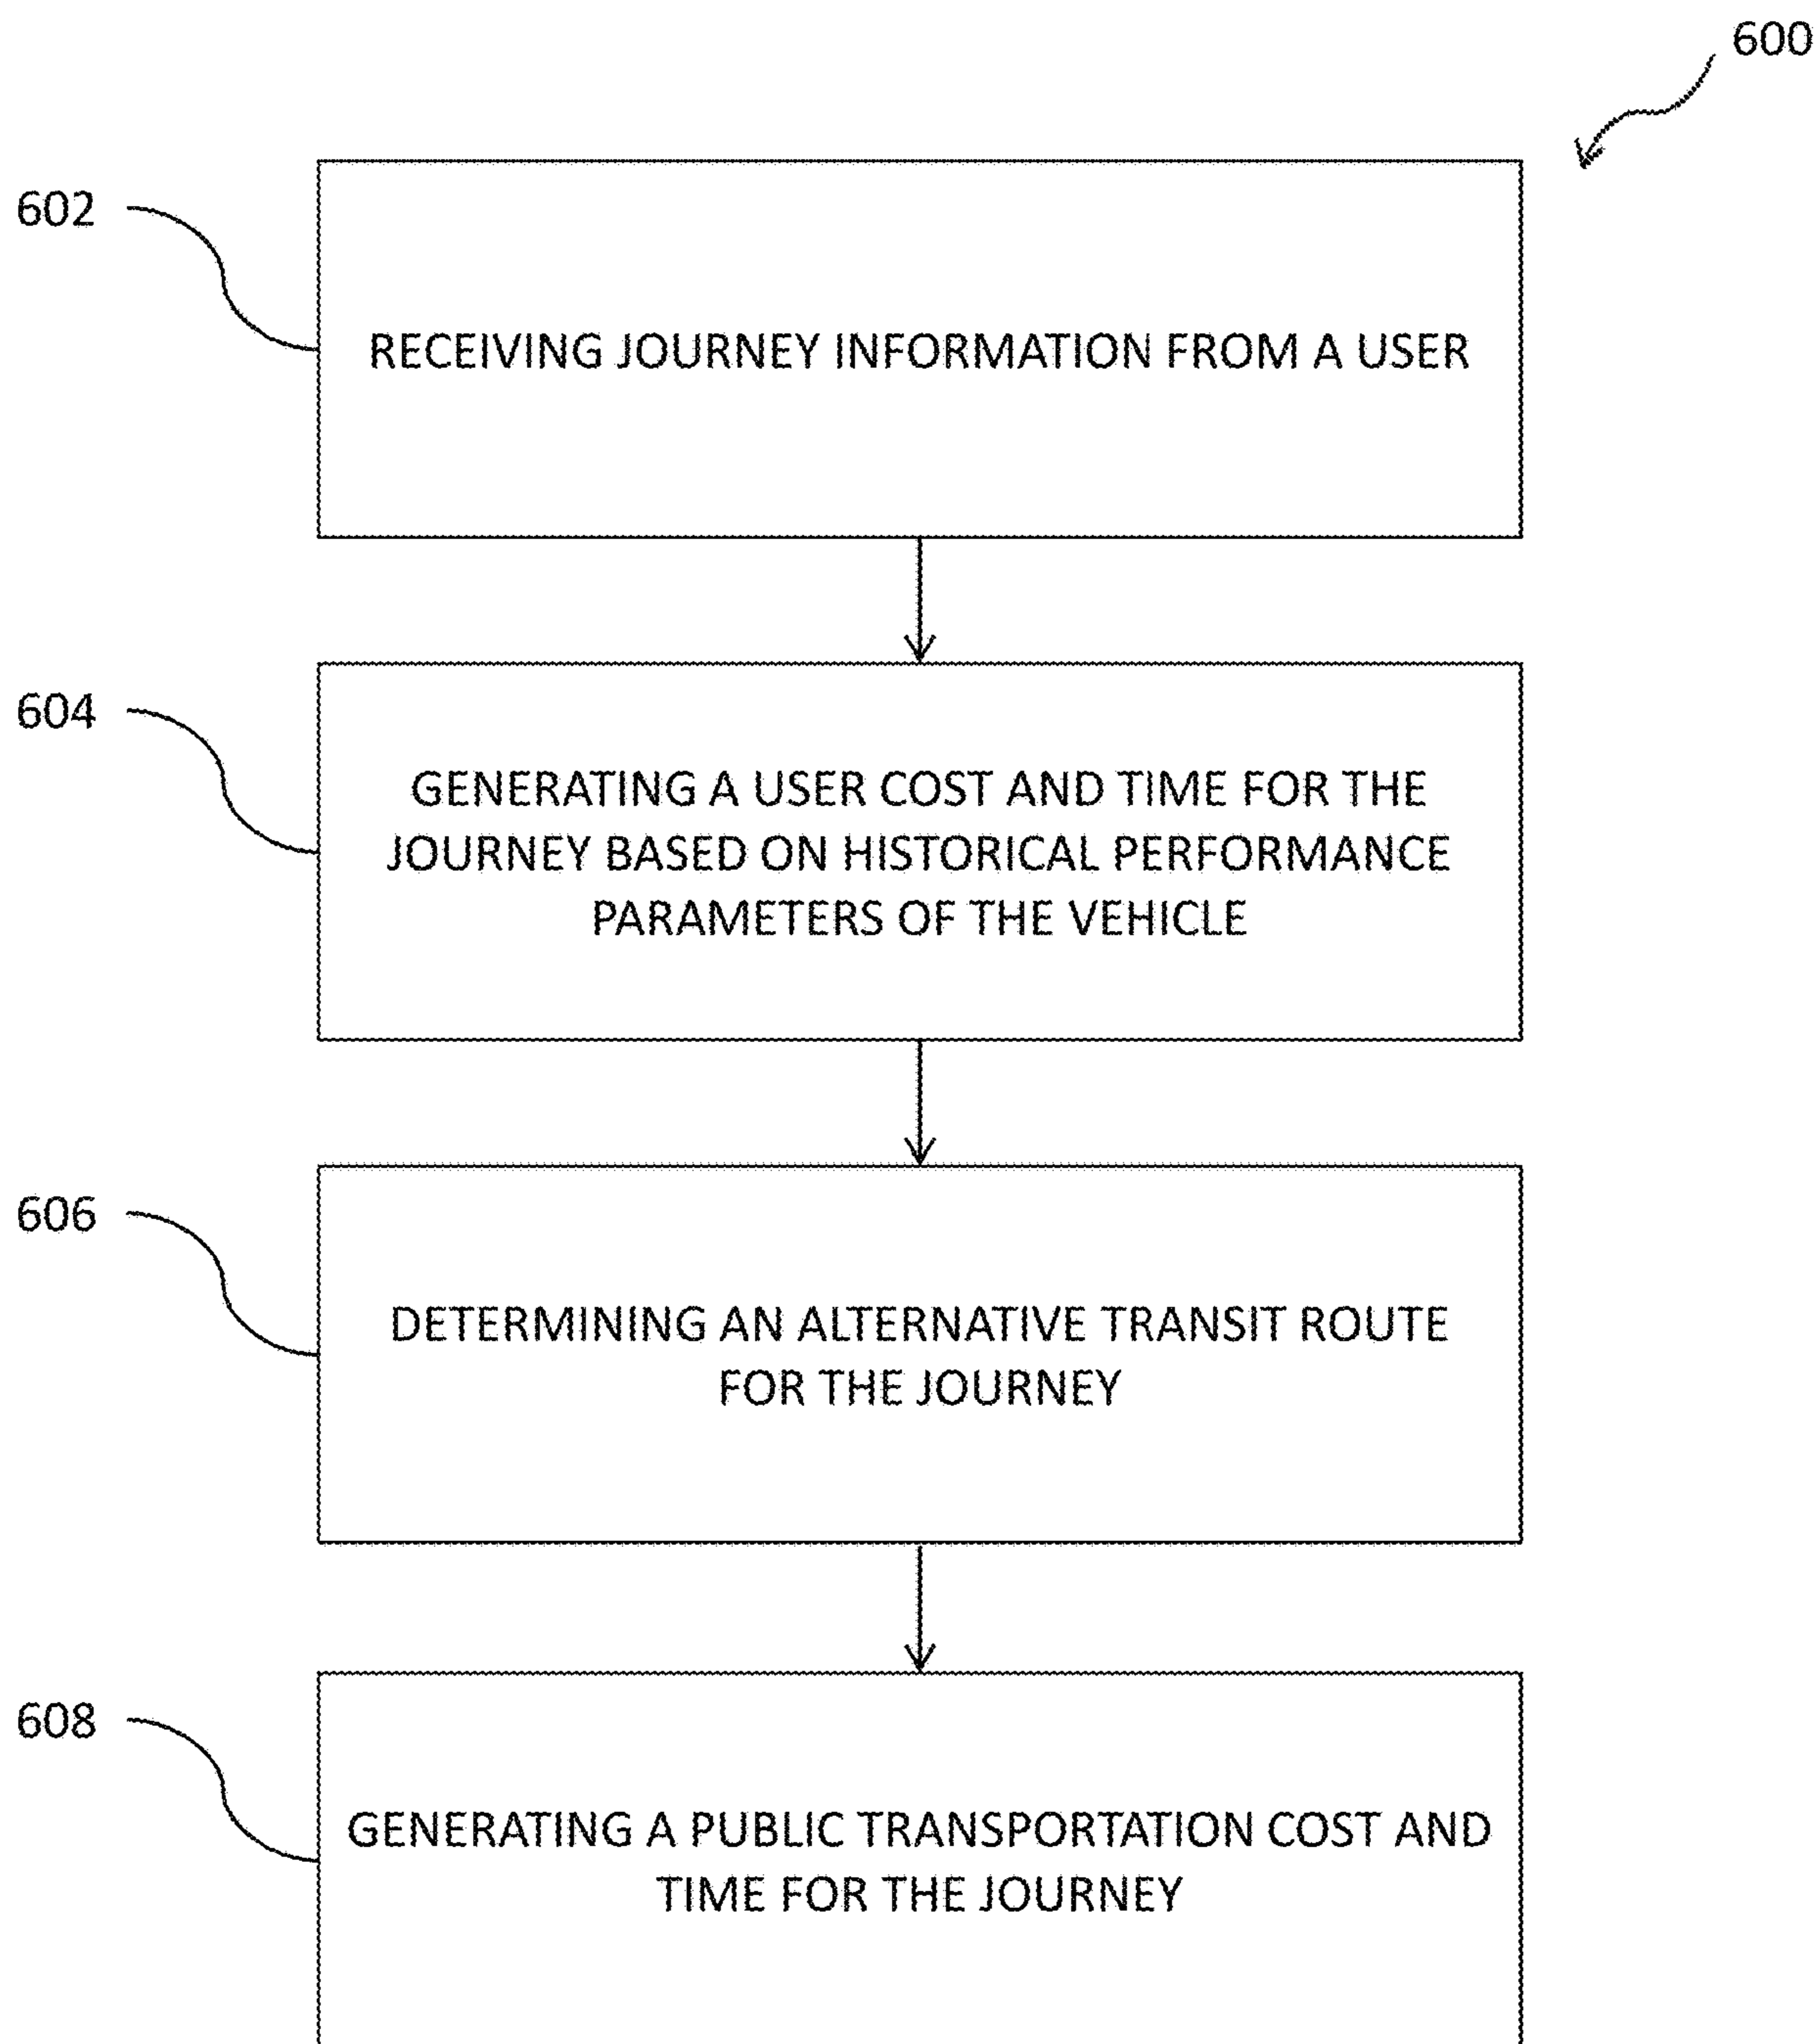 600
602
RECEIVING JOURNEY INFORMATION FROM A USER
604
GENERATING A USER COST AND TIME FOR THE
JOURNEY BASED ON HISTORICAL PERFORMANCE
PARAMETERS OF THE VEHICLE
606
DETERMINING AN ALTERNATIVE TRANSIT ROUTE
FOR THE JOURNEY
608
GENERATING A PUBLIC TRANSPORTATION COST AND
TIME FOR THE JOURNEY